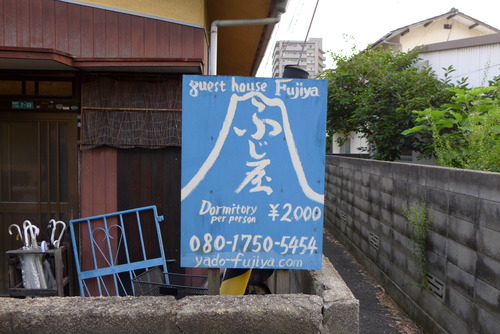 guest house Fujiya
ふじ屋
Dormitory
per person ¥2000
080-1750-5454
yado-fujiya.com